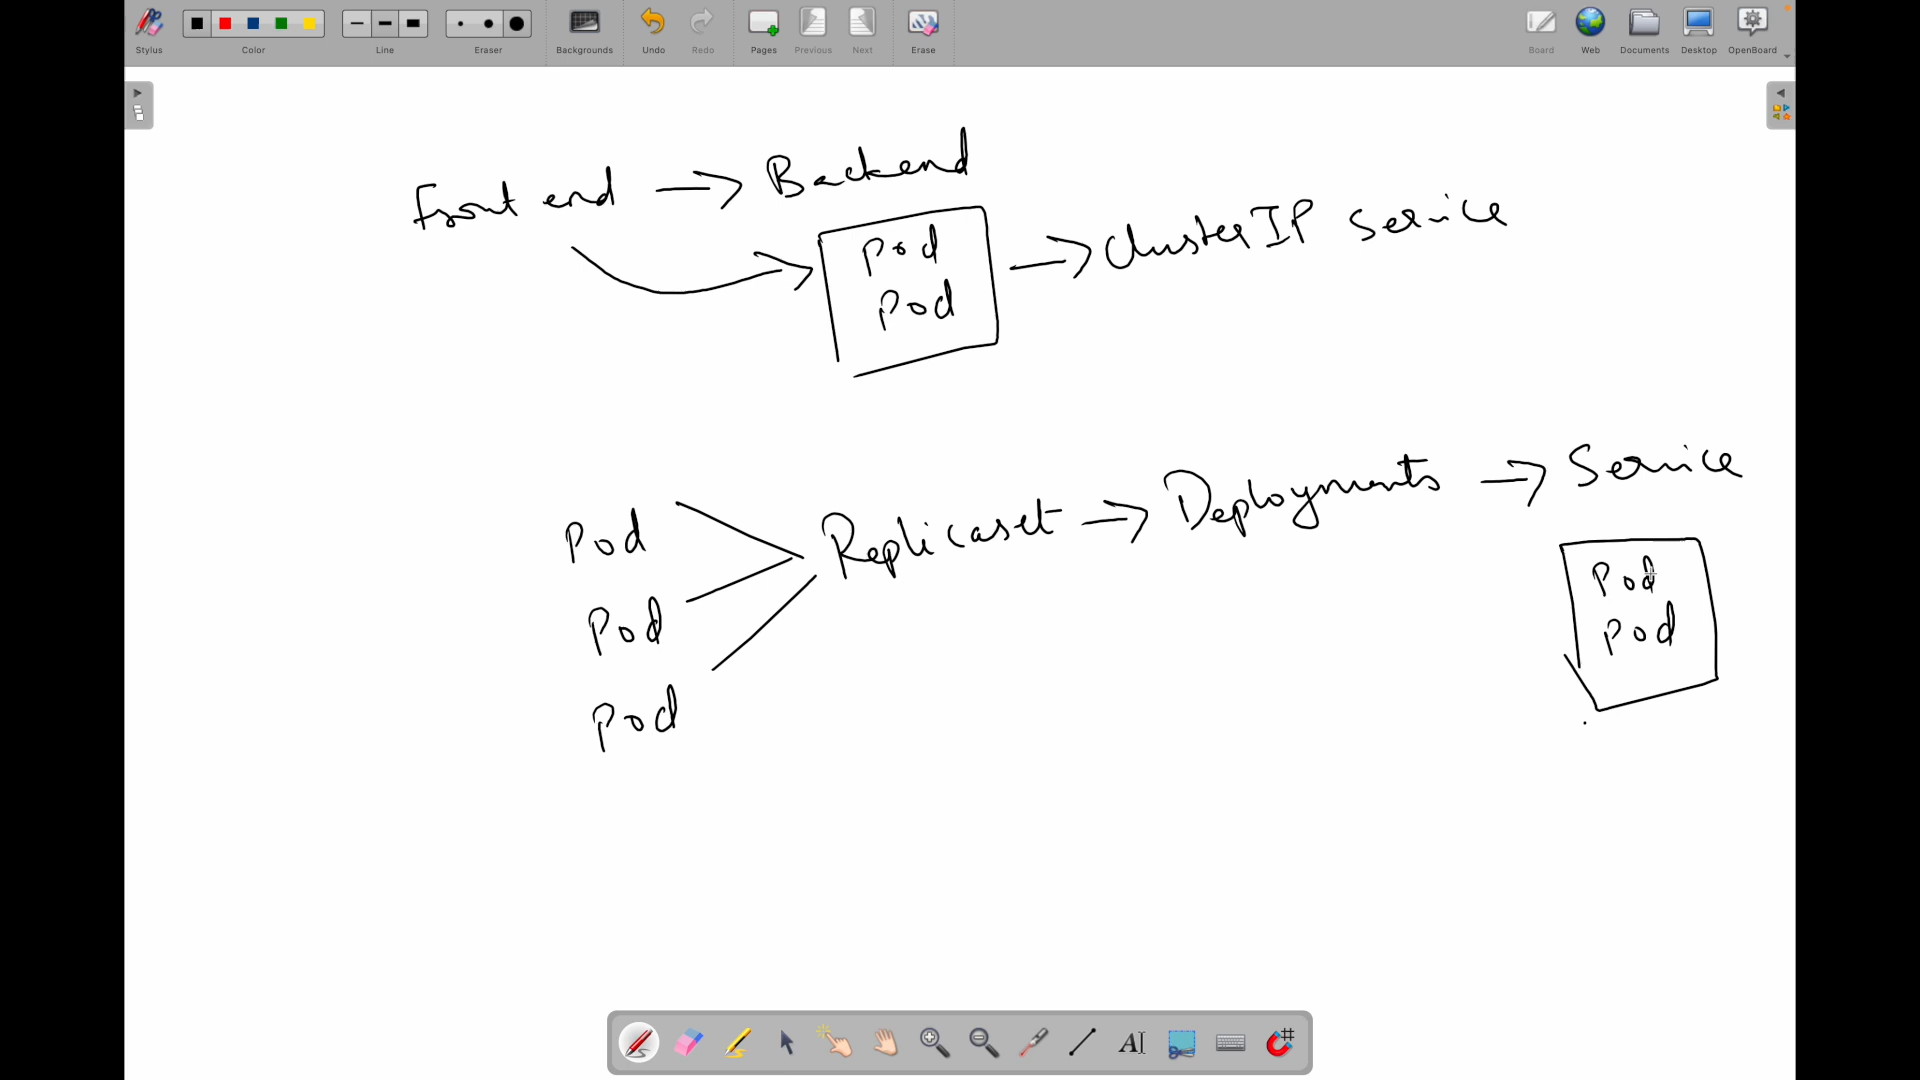 Stylus
Color
Line
Eraser
Backgrounds
Undo
Redo
Pages
Previous
Next
Erase
Board
Web
Documents
Desktop
OpenBoard
Front end → Backend
Pod
Pod
→ ClusterIP Service
Pod
Pod
Pod
Replicaset → Deployments → Service
Pod
Pod
AI